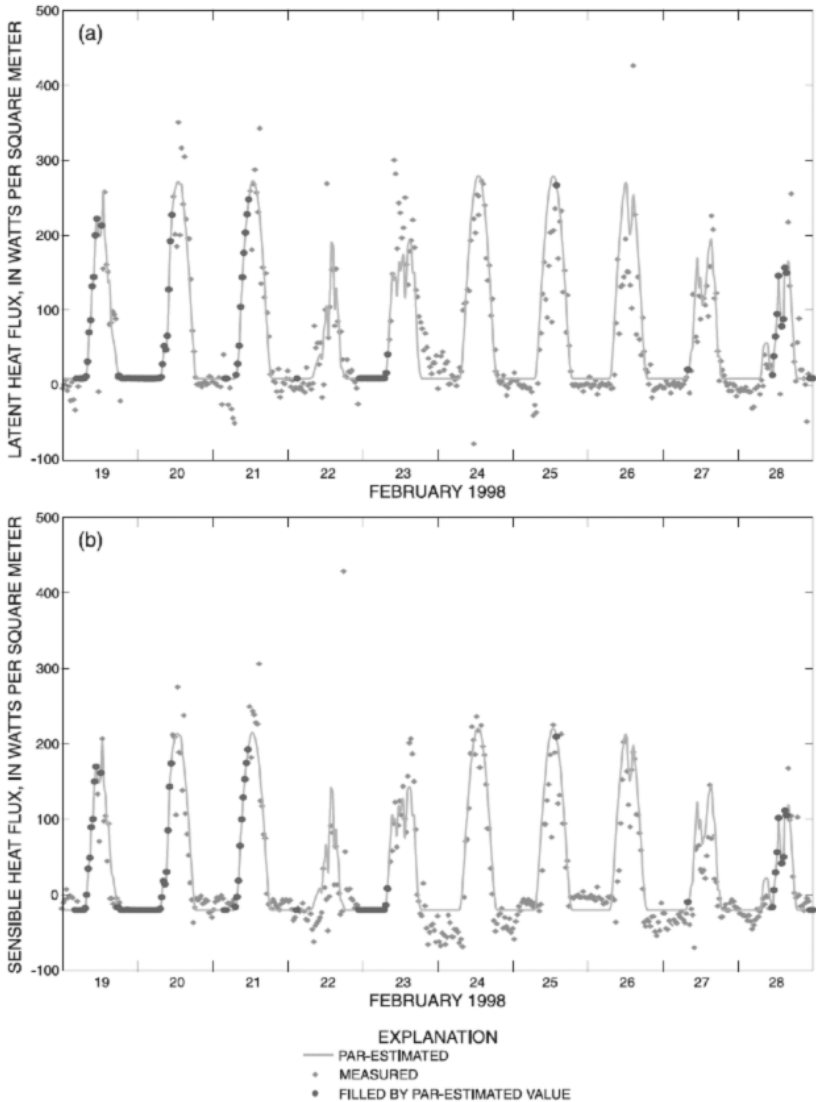 500
(a)
400
300
200
100
0
-100
LATENT HEAT FLUX, IN WATTS PER SQUARE METER
19 20 21 22 23 24 25 26 27 28
FEBRUARY 1998
500
(b)
400
300
200
100
0
-100
SENSIBLE HEAT FLUX, IN WATTS PER SQUARE METER
19 20 21 22 23 24 25 26 27 28
FEBRUARY 1998
EXPLANATION
PAR-ESTIMATED
MEASURED
FILLED BY PAR-ESTIMATED VALUE